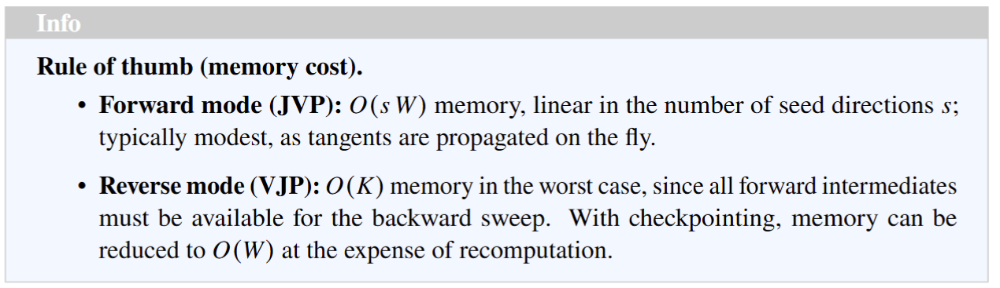 Info
Rule of thumb (memory cost).
• Forward mode (JVP): O(s W) memory, linear in the number of seed directions s;
typically modest, as tangents are propagated on the fly.
• Reverse mode (VJP): O(K) memory in the worst case, since all forward intermediates
must be available for the backward sweep. With checkpointing, memory can be
reduced to O(W) at the expense of recomputation.